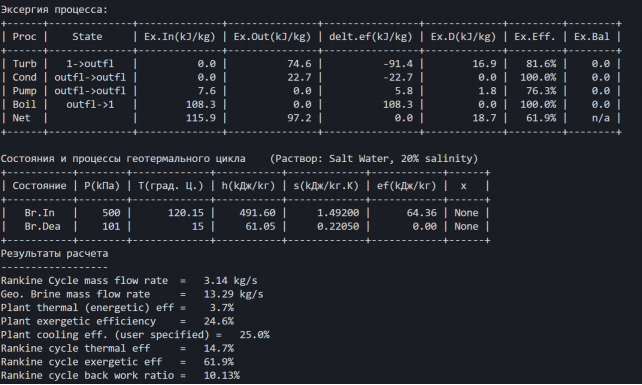 Эксергия процесса:
| Proc | State | Ex.In(kJ/kg) | Ex.Out(kJ/kg) | delt.ef(kJ/kg) | Ex.D(kJ/kg) | Ex.Eff. | Ex.Bal |
| Turb | 1->outfl | 0.0 | 74.6 | -91.4 | 16.9 | 81.6% | 0.0 |
| Cond | outfl->outfl | 0.0 | 22.7 | -22.7 | 0.0 | 100.0% | 0.0 |
| Pump | outfl->outfl | 7.6 | 0.0 | 5.8 | 1.8 | 76.3% | 0.0 |
| Boil | outfl->1 | 108.3 | 0.0 | 108.3 | 0.0 | 100.0% | 0.0 |
| Net | | 115.9 | 97.2 | 0.0 | 18.7 | 61.9% | n/a |
Состояния и процессы геотермального цикла (Раствор: Salt Water, 20% salinity)
| Состояние | P(кПа) | T(град. Ц.) | h(кДж/кг) | s(кДж/кг.К) | ef(кДж/кг) | x |
| Br.In | 500 | 120.15 | 491.60 | 1.49200 | 64.36 | None |
| Br.Dea | 101 | 15 | 61.05 | 0.22050 | 0.00 | None |
Результаты расчета
------------------
Rankine Cycle mass flow rate = 3.14 kg/s
Geo. Brine mass flow rate = 13.29 kg/s
Plant thermal (energetic) eff = 3.7%
Plant exergetic efficiency = 24.6%
Plant cooling eff. (user specified) = 25.0%
Rankine cycle thermal eff = 14.7%
Rankine cycle exergetic eff = 61.9%
Rankine cycle back work ratio = 10.13%